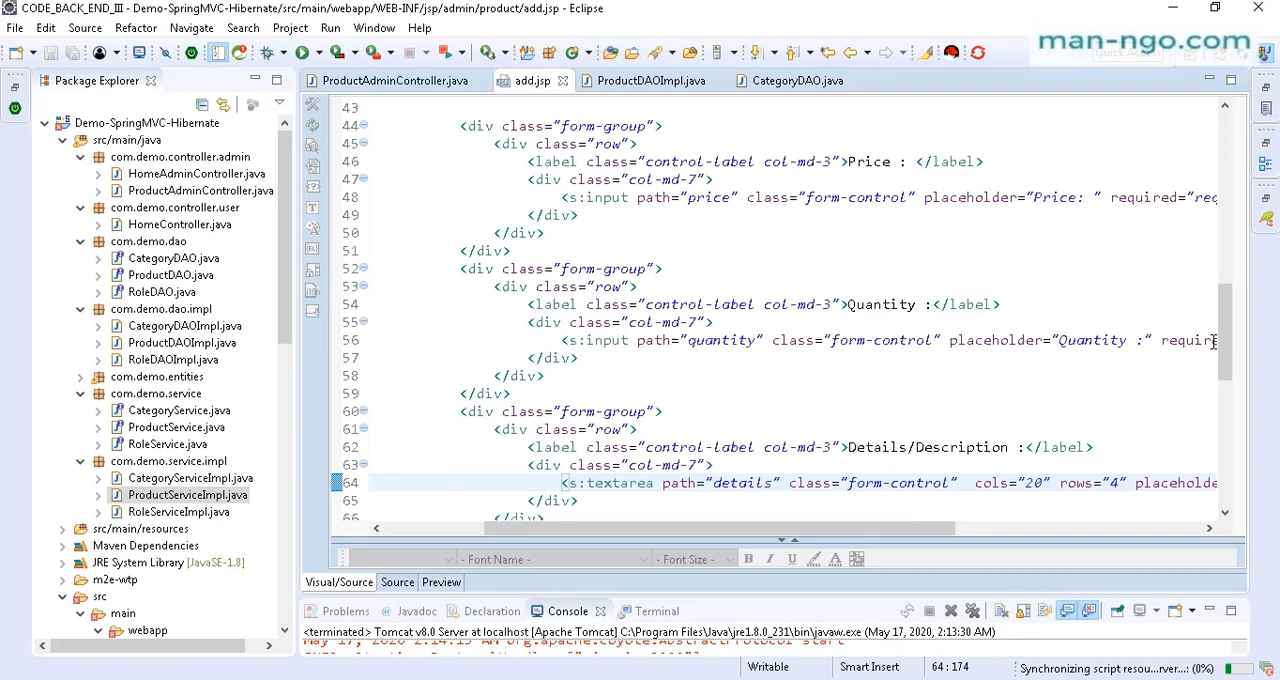 CODE_BACK_END_III - Demo-SpringMVC-Hibernate/src/main/webapp/WEB-INF/jsp/admin/product/add.jsp - Eclipse
File Edit Source Refactor Navigate Search Project Run Window Help
man-ngo.com
Package Explorer
ProductAdminController.java add.jsp ProductDAOImpl.java CategoryDAO.java
Demo-SpringMVC-Hibernate
src/main/java
com.demo.controller.admin
HomeAdminController.java
ProductAdminController.java
com.demo.controller.user
HomeController.java
com.demo.dao
CategoryDAO.java
ProductDAO.java
RoleDAO.java
com.demo.dao.impl
CategoryDAOImpl.java
ProductDAOImpl.java
RoleDAOImpl.java
com.demo.entities
com.demo.service
CategoryService.java
ProductService.java
RoleService.java
com.demo.service.impl
CategoryServiceImpl.java
ProductServiceImpl.java
RoleServiceImpl.java
src/main/resources
Maven Dependencies
JRE System Library [JavaSE-1.8]
m2e-wtp
src
main
webapp
43
44 <div class="form-group">
45 <div class="row">
46 <label class="control-label col-md-3">Price : </label>
47 <div class="col-md-7">
48 <s:input path="price" class="form-control" placeholder="Price: " required="req
49 </div>
50 </div>
51 </div>
52 <div class="form-group">
53 <div class="row">
54 <label class="control-label col-md-3">Quantity :</label>
55 <div class="col-md-7">
56 <s:input path="quantity" class="form-control" placeholder="Quantity :" require
57 </div>
58 </div>
59 </div>
60 <div class="form-group">
61 <div class="row">
62 <label class="control-label col-md-3">Details/Description :</label>
63 <div class="col-md-7">
64 <s:textarea path="details" class="form-control" cols="20" rows="4" placeholde
65 </div>
66 </div>
- Font Name - - Font Size - B I U A
Visual/Source Source Preview
Problems Javadoc Declaration Console Terminal
<terminated> Tomcat v8.0 Server at localhost [Apache Tomcat] C:\Program Files\Java\jre1.8.0_231\bin\javaw.exe (May 17, 2020, 2:13:30 AM)
Writable Smart Insert 64 : 174 Synchronizing script resou...rver...: (0%)